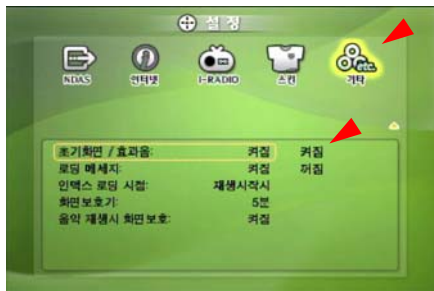 설정
NDAS 인터넷 I-RADIO 스킨 etc. 기타
초기화면 / 효과음: 켜짐 켜짐
로딩 메세지: 켜짐 꺼짐
인덱스 로딩 시점: 재생시작시
화면보호기: 5분
음악 재생시 화면보호: 켜짐